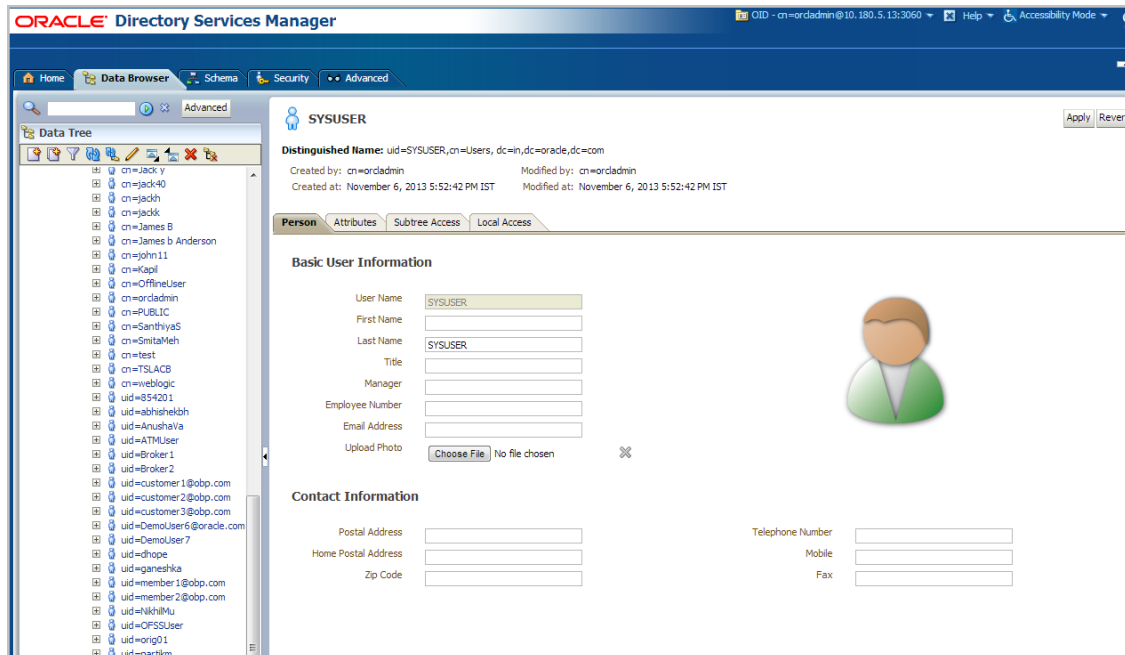 ORACLE Directory Services Manager
OID - cn=orcladmin@10.180.5.13:3060 Help Accessibility Mode
Home Data Browser Schema Security Advanced
Advanced
Data Tree
cn=Jack y
cn=jack40
cn=jackh
cn=jackk
cn=James B
cn=James b Anderson
cn=john11
cn=Kapil
cn=OfflineUser
cn=orcladmin
cn=PUBLIC
cn=SanthiyaS
cn=SmitaMeh
cn=test
cn=TSLACB
cn=weblogic
uid=854201
uid=abhishekbh
uid=AnushaVa
uid=ATMUser
uid=Broker1
uid=Broker2
uid=customer1@obp.com
uid=customer2@obp.com
uid=customer3@obp.com
uid=DemoUser6@oracle.com
uid=DemoUser7
uid=dhope
uid=ganeshka
uid=member1@obp.com
uid=member2@obp.com
uid=NikhilMu
uid=OFSSUser
uid=orig01
uid=partikm
SYSUSER
Apply Rever
Distinguished Name: uid=SYSUSER,cn=Users, dc=in,dc=oracle,dc=com
Created by: cn=orcladmin Modified by: cn=orcladmin
Created at: November 6, 2013 5:52:42 PM IST Modified at: November 6, 2013 5:52:42 PM IST
Person Attributes Subtree Access Local Access
Basic User Information
User Name SYSUSER
First Name
Last Name SYSUSER
Title
Manager
Employee Number
Email Address
Upload Photo Choose File No file chosen
Contact Information
Postal Address Telephone Number
Home Postal Address Mobile
Zip Code Fax